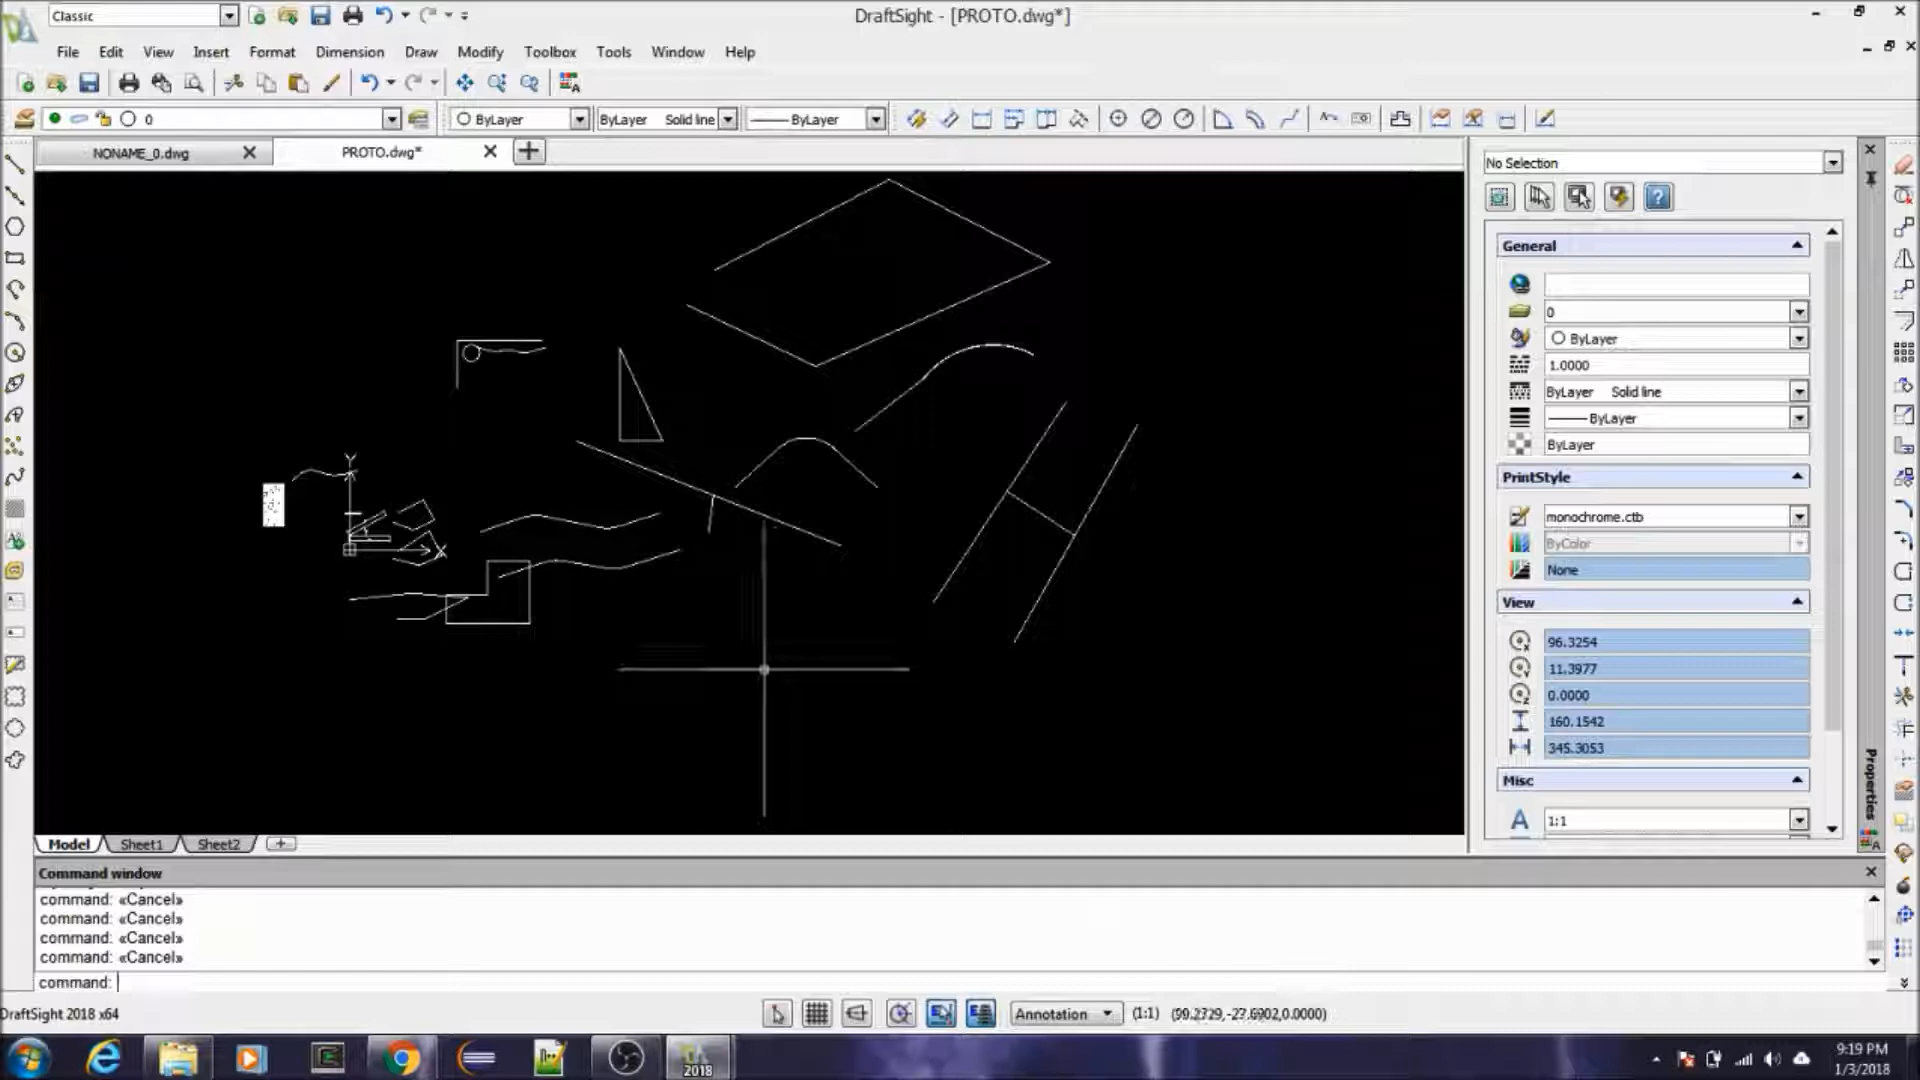 Classic
DraftSight - [PROTO.dwg*]
File Edit View Insert Format Dimension Draw Modify Toolbox Tools Window Help
0 ByLayer ByLayer Solid line ByLayer
NONAME_0.dwg PROTO.dwg*
No Selection
General
0
ByLayer
1.0000
ByLayer Solid line
ByLayer
ByLayer
PrintStyle
monochrome.ctb
ByColor
None
View
96.3254
11.3977
0.0000
160.1542
345.3053
Misc
1:1
Properties
Y
X
Model Sheet1 Sheet2
Command window
command: «Cancel»
command: «Cancel»
command: «Cancel»
command: «Cancel»
command:
DraftSight 2018 x64
Annotation (1:1) (99.2729,-27.6902,0.0000)
2018
9:19 PM
1/3/2018